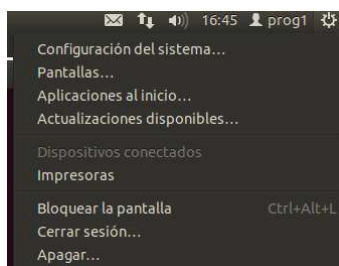 16:45 prog1
Configuración del sistema...
Pantallas...
Aplicaciones al inicio...
Actualizaciones disponibles...
Dispositivos conectados
Impresoras
Bloquear la pantalla Ctrl+Alt+L
Cerrar sesión...
Apagar...